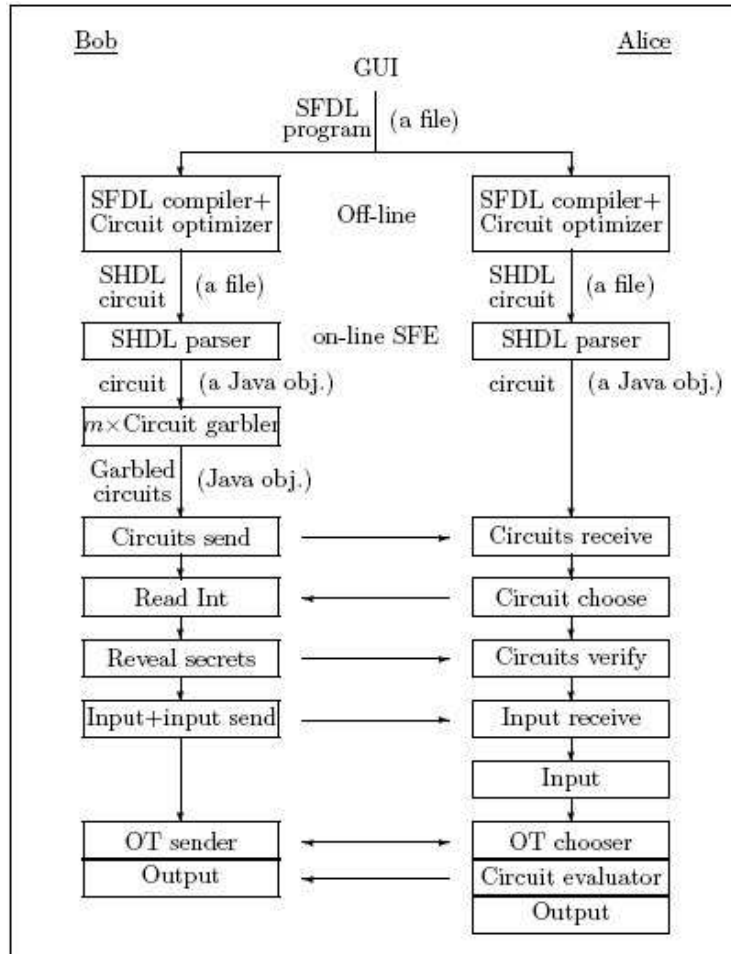 Bob Alice
GUI
SFDL
program (a file)
SFDL compiler+
Circuit optimizer
Off-line
SFDL compiler+
Circuit optimizer
SHDL
circuit (a file)
SHDL
circuit (a file)
SHDL parser on-line SFE SHDL parser
circuit (a Java obj.) circuit (a Java obj.)
m×Circuit garbler
Garbled
circuits (Java obj.)
Circuits send Circuits receive
Read Int Circuit choose
Reveal secrets Circuits verify
Input+input send Input receive
Input
OT sender OT chooser
Output Circuit evaluator
Output